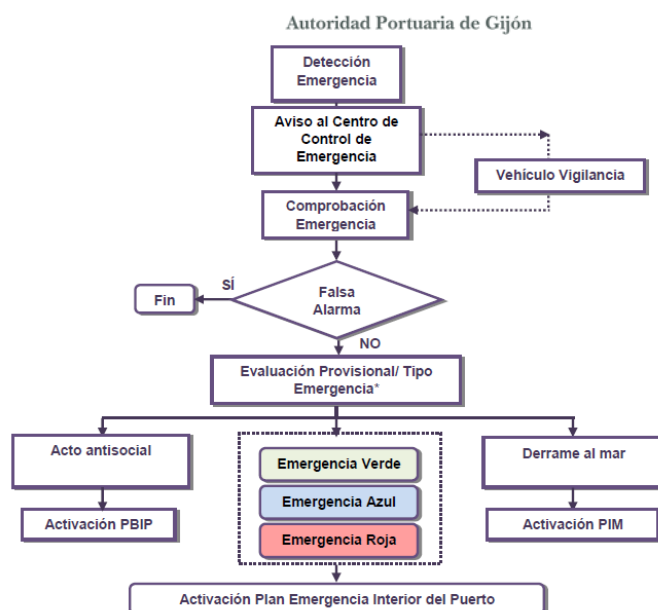 Autoridad Portuaria de Gijón
Detección
Emergencia
Aviso al Centro de
Control de
Emergencia
Vehículo Vigilancia
Comprobación
Emergencia
SÍ
Falsa
Alarma
Fin
NO
Evaluación Provisional/ Tipo
Emergencia*
Acto antisocial
Emergencia Verde
Derrame al mar
Emergencia Azul
Activación PBIP
Activación PIM
Emergencia Roja
Activación Plan Emergencia Interior del Puerto